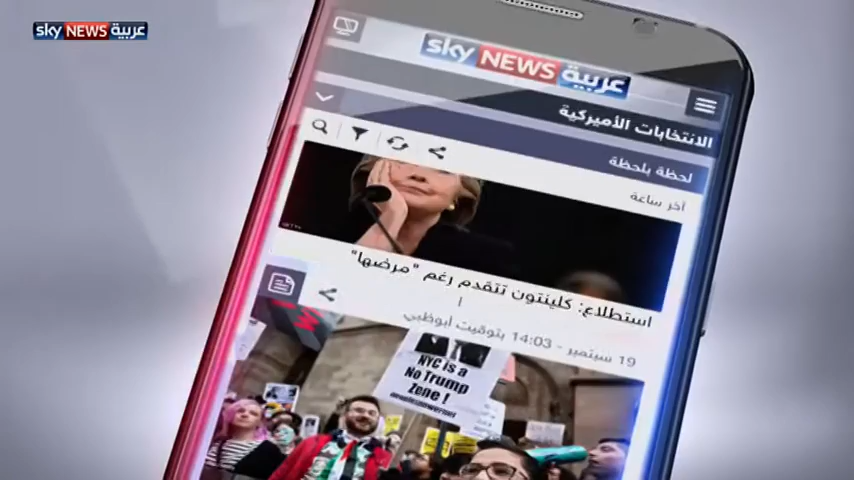 sky NEWS عربية
sky NEWS عربية
الانتخابات الأميركية
لحظة بلحظة
آخر ساعة
استطلاع: كلينتون تتقدم رغم "مرضها"
19 سبتمبر - 14:03 بتوقيت أبوظبي
NYC is a
No Trump
Zone!